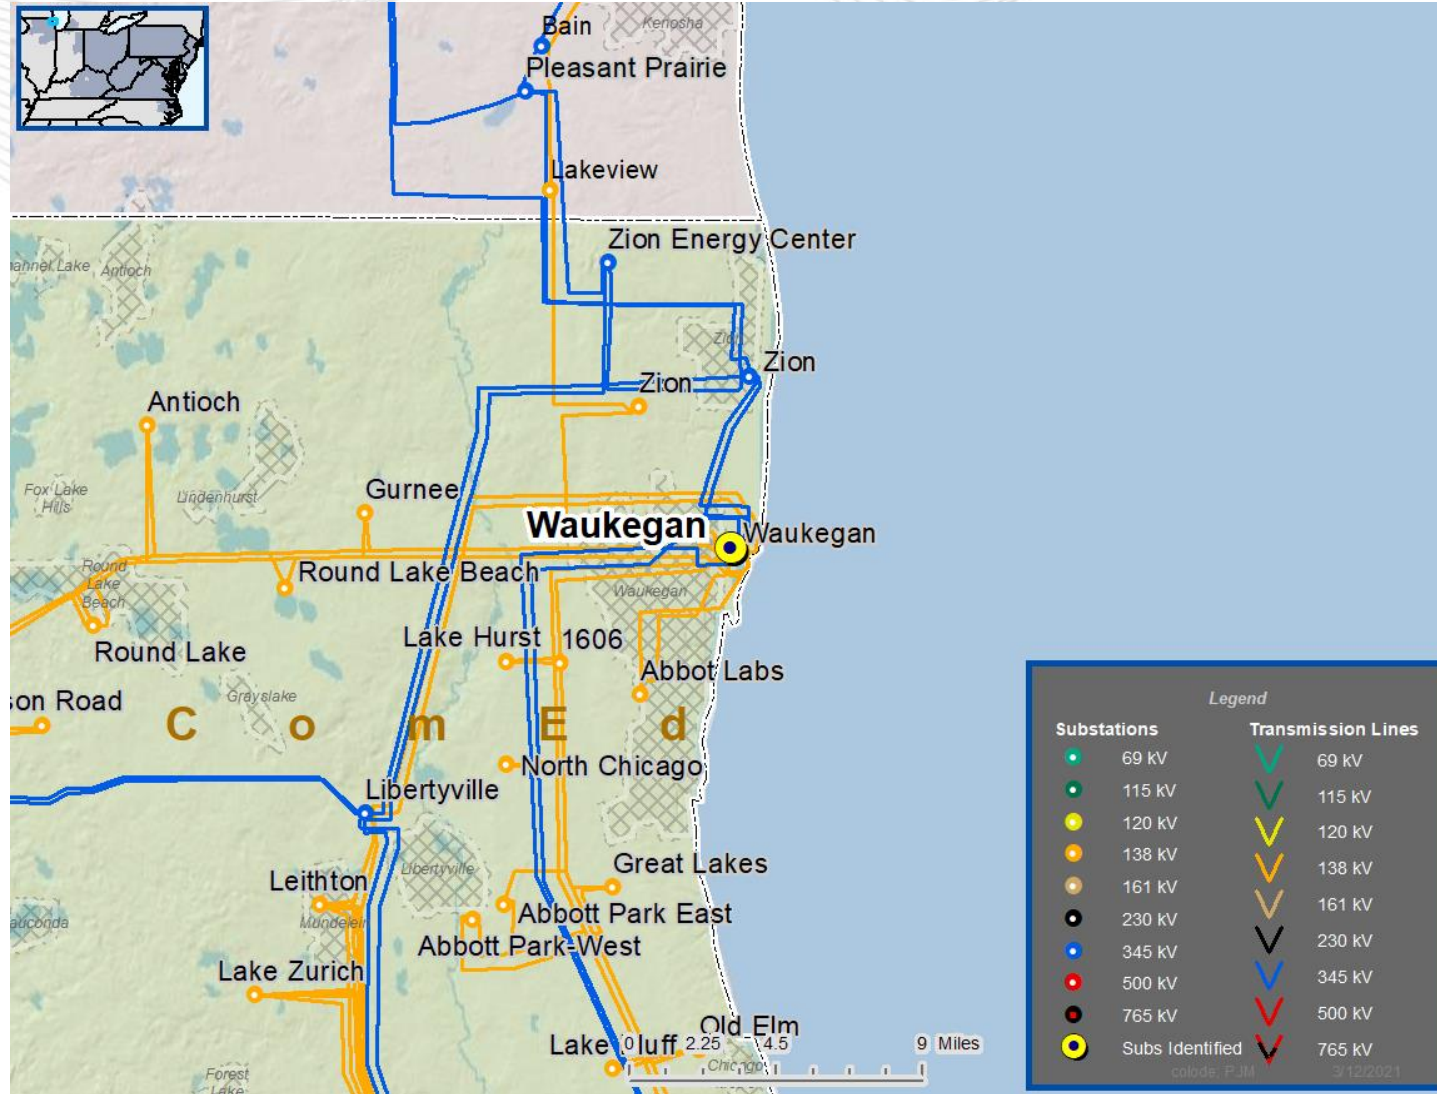 Kenosha
Bain
Pleasant Prairie
Lakeview
Zion Energy Center
Antioch
Zion
Zion
Zion
Antioch
Fox Lake
Hills
Lindenhurst
Gurnee
Waukegan
Waukegan
Round
Lake
Beach
Round Lake Beach
Waukegan
Lake Hurst
1606
Round Lake
Abbot Labs
son Road
Grayslake
C o m E d
North Chicago
Libertyville
Libertyville
Great Lakes
Leithton
Mundelein
Abbott Park East
auconda
Abbott Park-West
Lake Zurich
Old Elm
Lake Bluff
0 2.25 4.5 9 Miles
Forest
Lake
Legend
Substations
69 kV
115 kV
120 kV
138 kV
161 kV
230 kV
345 kV
500 kV
765 kV
Subs Identified
Transmission Lines
69 kV
115 kV
120 kV
138 kV
161 kV
230 kV
345 kV
500 kV
765 kV
colode; PJM 3/12/2021